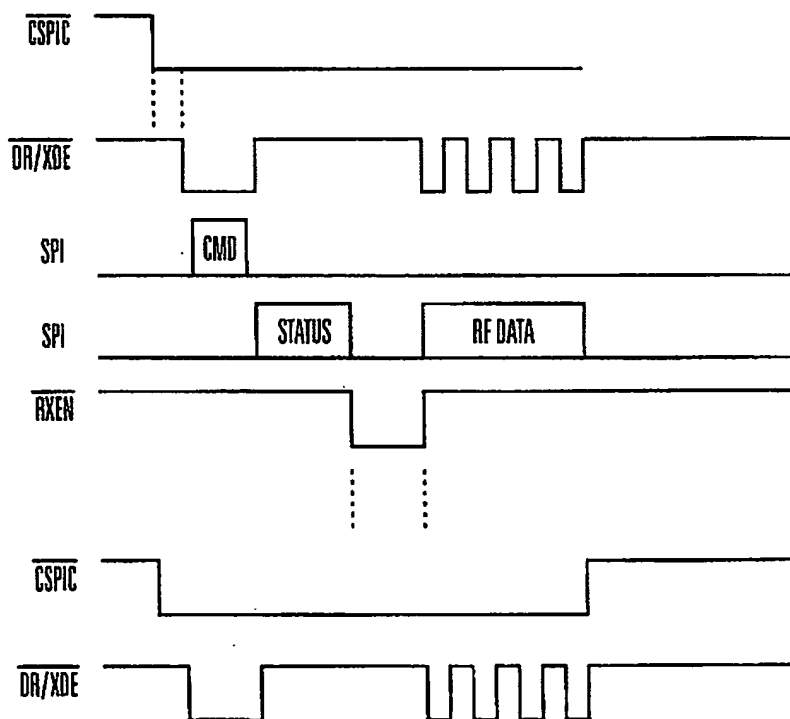 CSPIC
DR/XDE
SPI CMD
SPI STATUS RF DATA
RXEN
CSPIC
DR/XDE